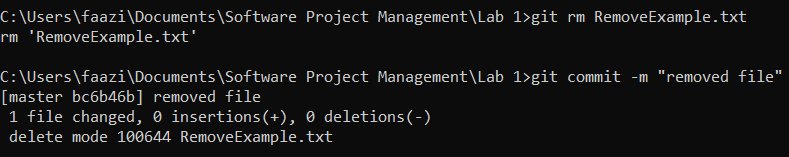 C:\Users\faazi\Documents\Software Project Management\Lab 1>git rm RemoveExample.txt
rm 'RemoveExample.txt'
C:\Users\faazi\Documents\Software Project Management\Lab 1>git commit -m "removed file"
[master bc6b46b] removed file
 1 file changed, 0 insertions(+), 0 deletions(-)
 delete mode 100644 RemoveExample.txt